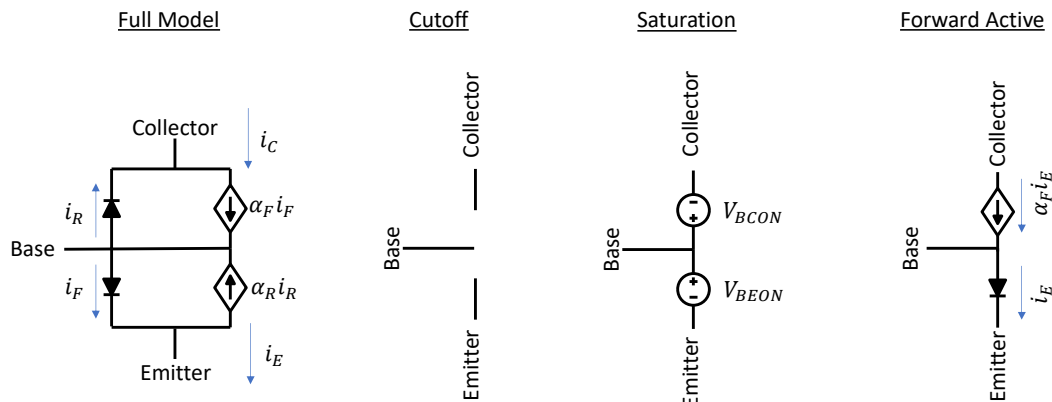 Full Model
Cutoff
Saturation
Forward Active
Collector
i_C
α_F i_F
i_R
Base
i_F
α_R i_R
i_E
Emitter
Collector
Base
Emitter
Collector
- +
V_BCON
Base
+ -
V_BEON
Emitter
Collector
α_F i_E
Base
i_E
Emitter